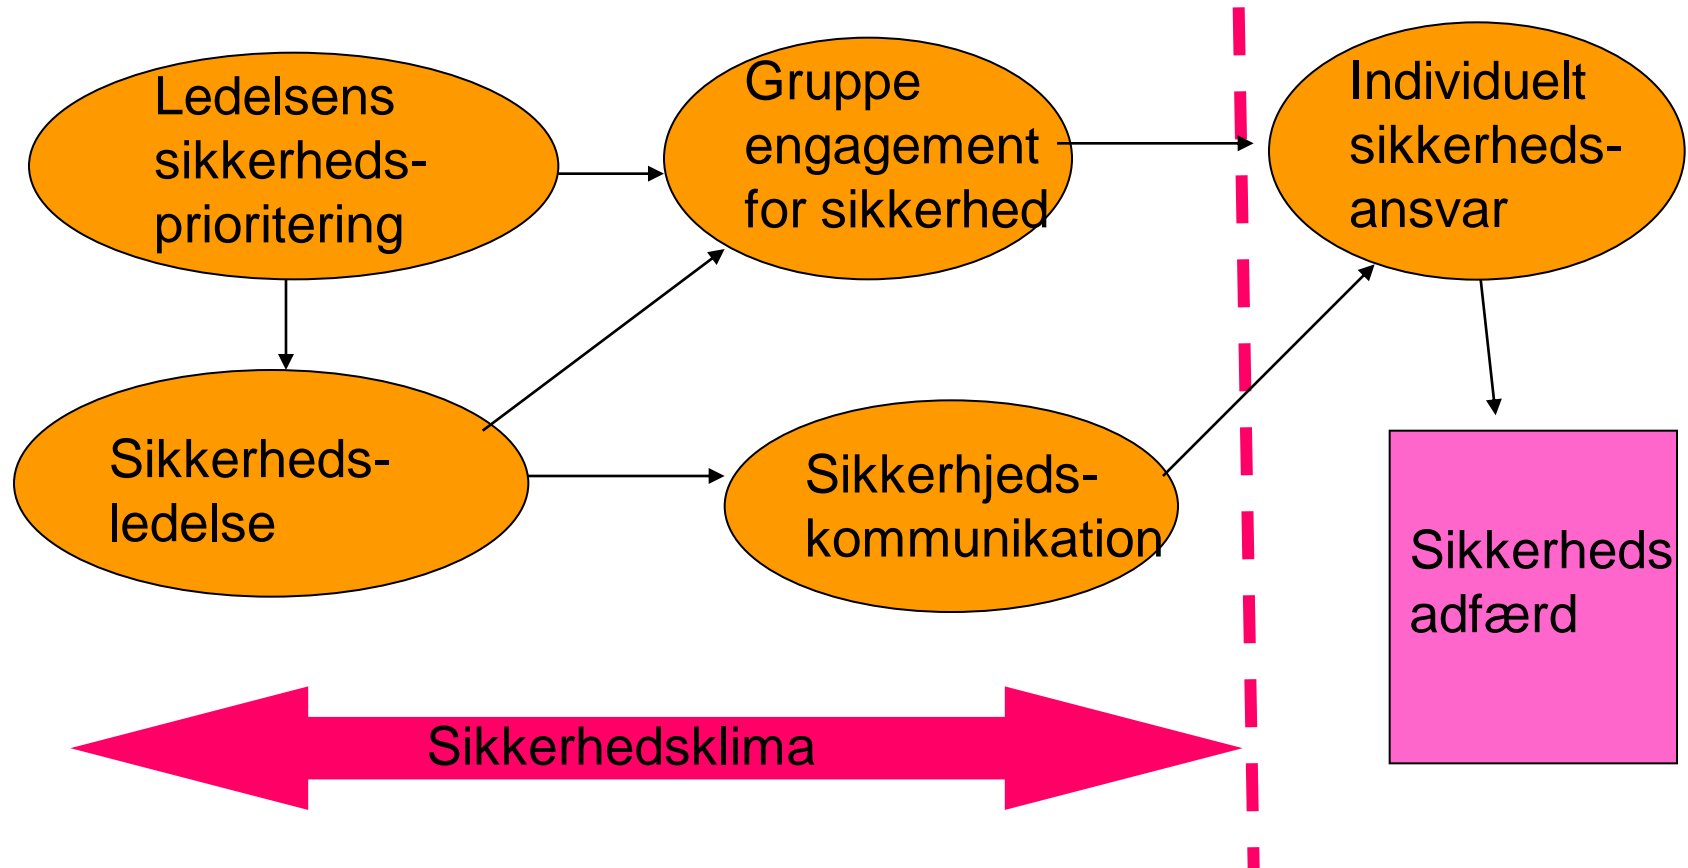 Ledelsens
sikkerheds-
prioritering
Gruppe
engagement
for sikkerhed
Individuelt
sikkerheds-
ansvar
Sikkerheds-
ledelse
Sikkerhjeds-
kommunikation
Sikkerheds
adfærd
Sikkerhedsklima